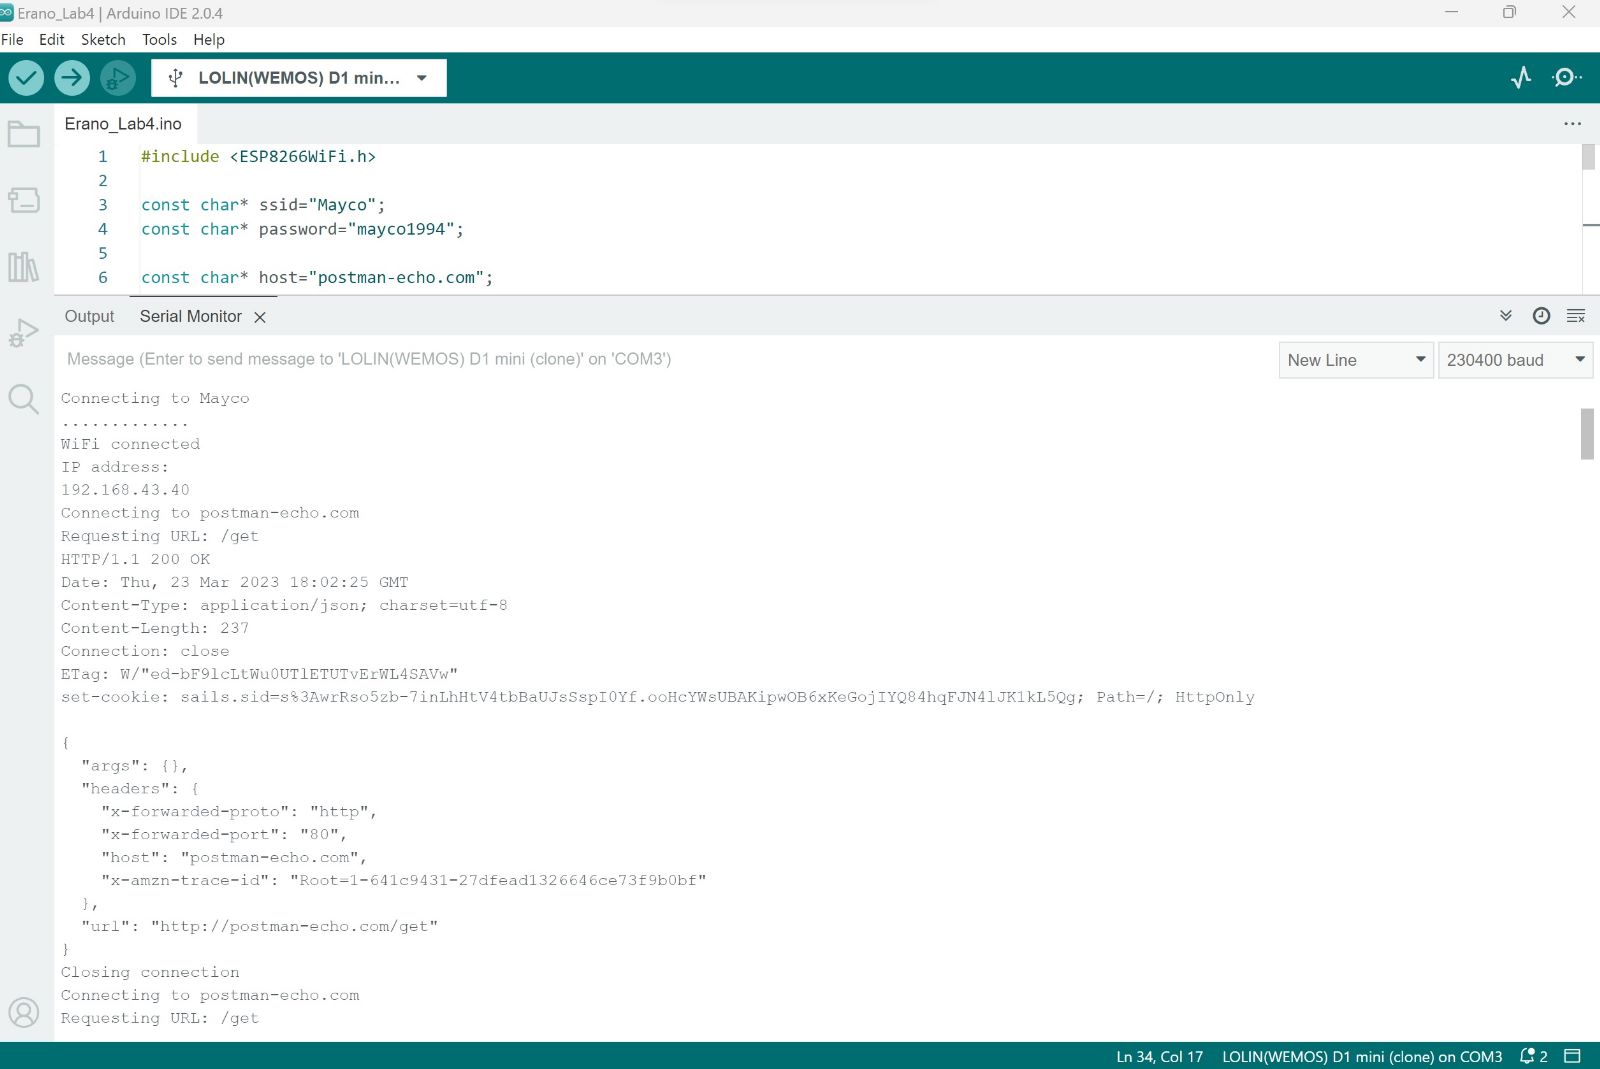 Erano_Lab4 | Arduino IDE 2.0.4
File Edit Sketch Tools Help
LOLIN(WEMOS) D1 min...
Erano_Lab4.ino
1 #include <ESP8266WiFi.h>
2
3 const char* ssid="Mayco";
4 const char* password="mayco1994";
5
6 const char* host="postman-echo.com";
Output Serial Monitor
Message (Enter to send message to 'LOLIN(WEMOS) D1 mini (clone)' on 'COM3')
New Line 230400 baud
Connecting to Mayco
.............
WiFi connected
IP address:
192.168.43.40
Connecting to postman-echo.com
Requesting URL: /get
HTTP/1.1 200 OK
Date: Thu, 23 Mar 2023 18:02:25 GMT
Content-Type: application/json; charset=utf-8
Content-Length: 237
Connection: close
ETag: W/"ed-bF9lcLtWu0UTlETUTvErWL4SAVw"
set-cookie: sails.sid=s%3AwrRso5zb-7inLhHtV4tbBaUJsSspI0Yf.ooHcYWsUBAKipwOB6xKeGojIYQ84hqFJN4lJK1kL5Qg; Path=/; HttpOnly
{
"args": {},
"headers": {
"x-forwarded-proto": "http",
"x-forwarded-port": "80",
"host": "postman-echo.com",
"x-amzn-trace-id": "Root=1-641c9431-27dfead1326646ce73f9b0bf"
},
"url": "http://postman-echo.com/get"
}
Closing connection
Connecting to postman-echo.com
Requesting URL: /get
Ln 34, Col 17 LOLIN(WEMOS) D1 mini (clone) on COM3 2